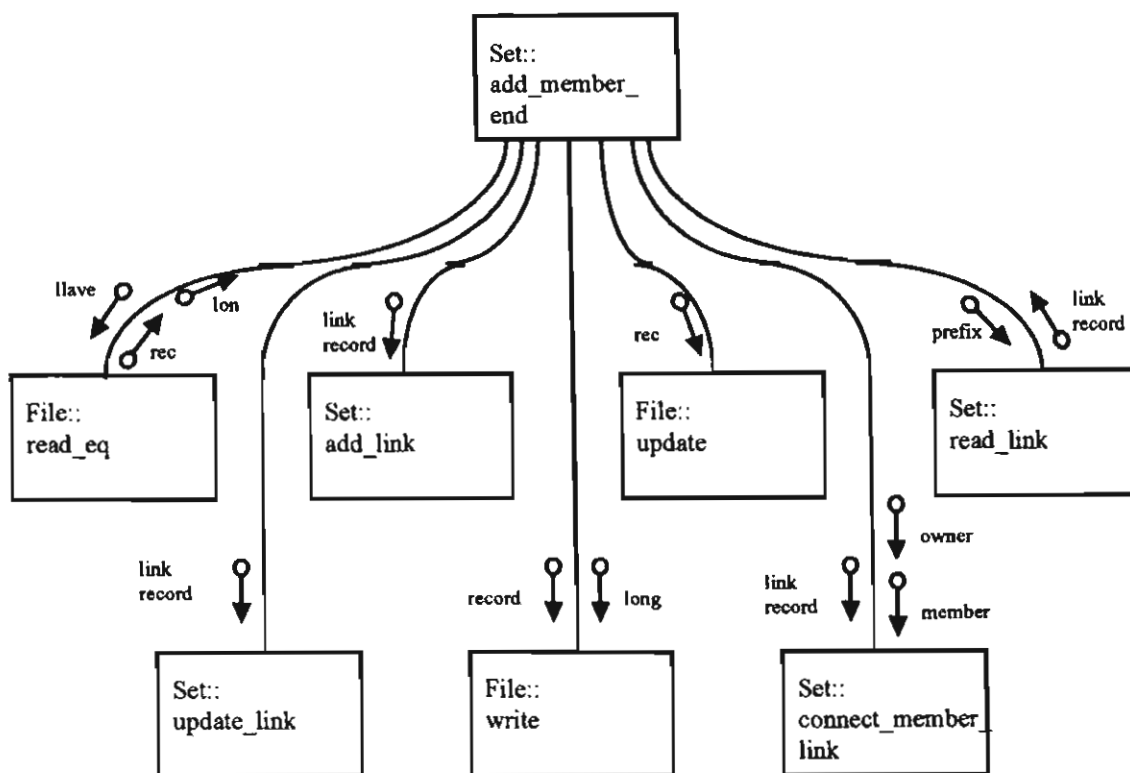 Set::
add_member_
end
llave
lon
rec
link
record
rec
prefix
link
record
File::
read_eq
Set::
add_link
File::
update
Set::
read_link
link
record
record
long
link
record
owner
member
Set::
update_link
File::
write
Set::
connect_member_
link